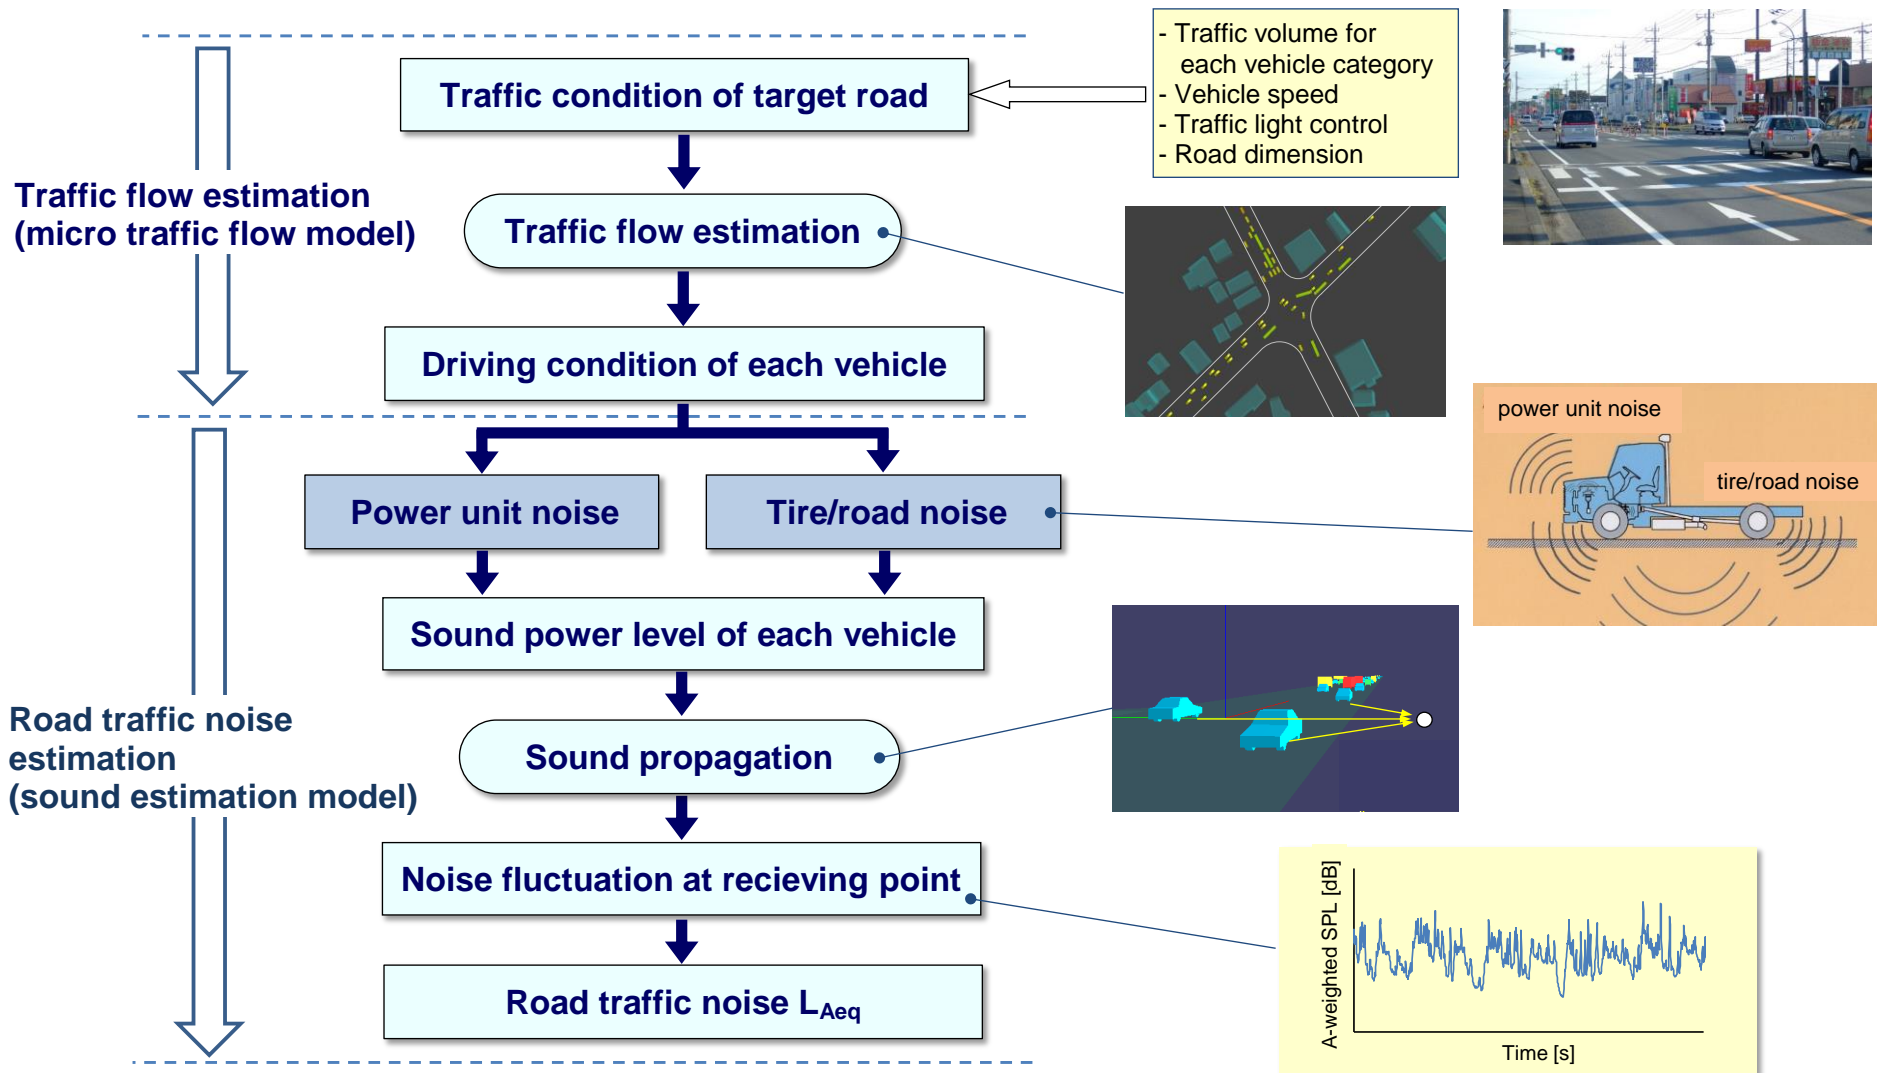 - Traffic volume for
each vehicle category
- Vehicle speed
- Traffic light control
- Road dimension
Traffic condition of target road
Traffic flow estimation
(micro traffic flow model)
Traffic flow estimation
Driving condition of each vehicle
power unit noise
tire/road noise
Power unit noise
Tire/road noise
Sound power level of each vehicle
Road traffic noise
estimation
(sound estimation model)
Sound propagation
Noise fluctuation at recieving point
Road traffic noise LAeq
A-weighted SPL [dB]
Time [s]